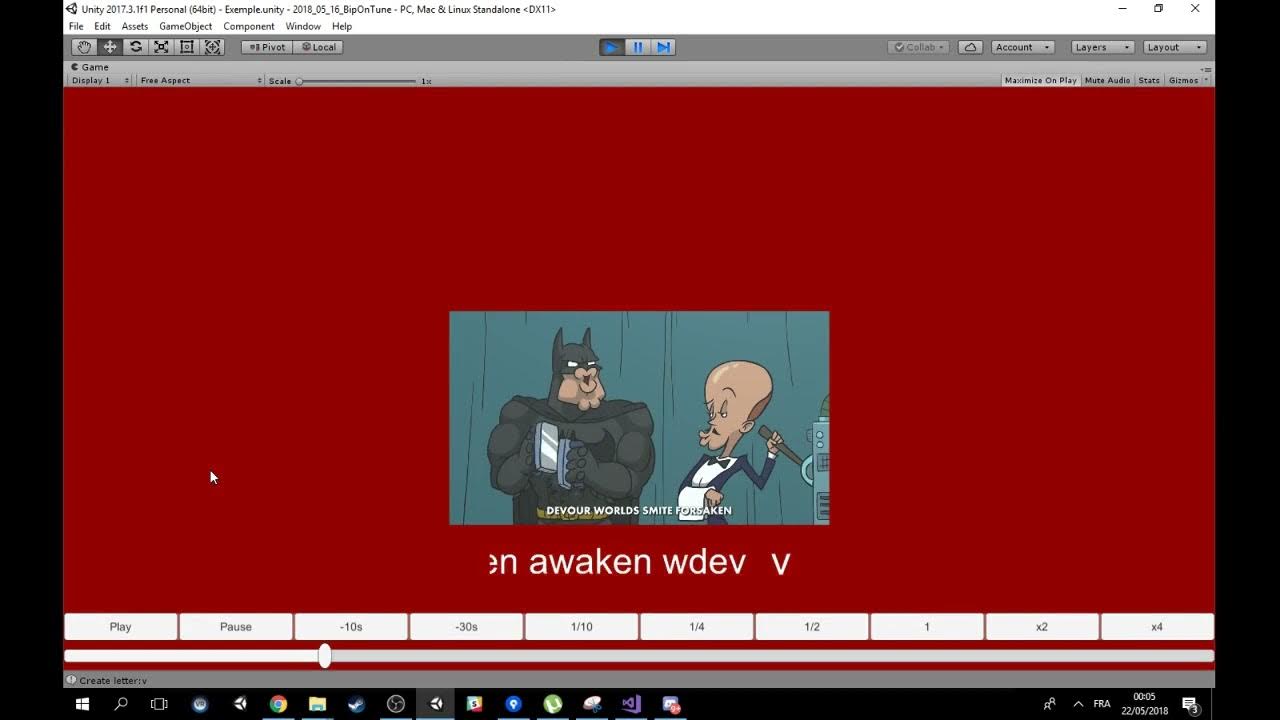 Unity 2017.3.1f1 Personal (64bit) - Exemple.unity - 2018_05_16_BipOnTune - PC, Mac & Linux Standalone <DX11>
File Edit Assets GameObject Component Window Help
Pivot Local Collab Account Layers Layout
Game
Display 1 Free Aspect Scale 1x Maximize On Play Mute Audio Stats Gizmos
DEVOUR WORLDS SMITE FORSAKEN
en awaken wdev v
Play Pause -10s -30s 1/10 1/4 1/2 1 x2 x4
Create letter:v
FRA 00:05
22/05/2018 3